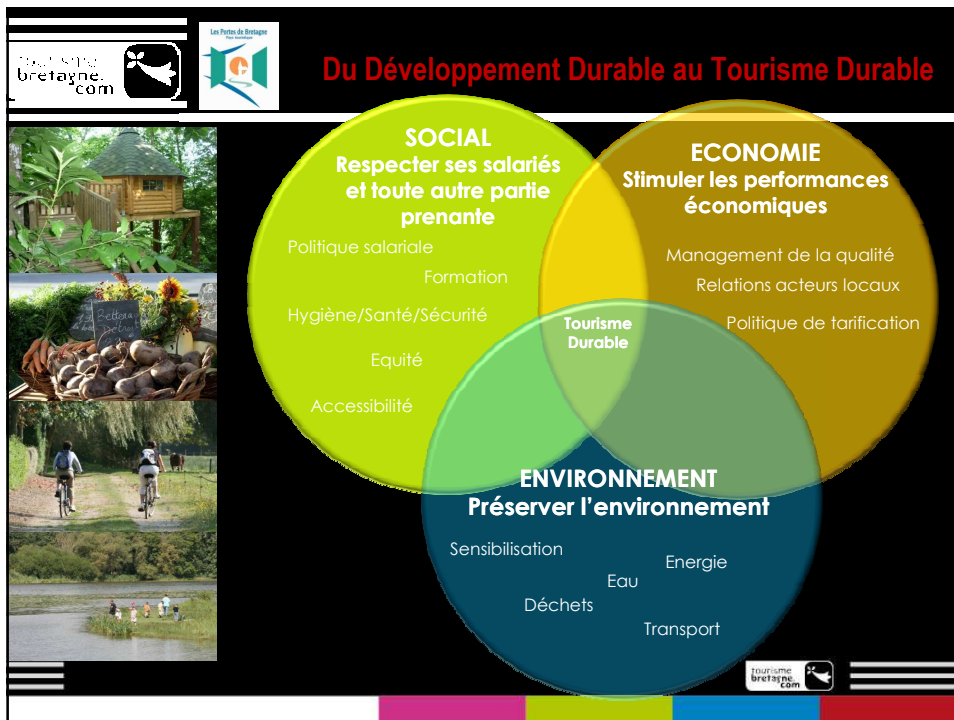 tourisme
bretagne.
com
Les Portes de Bretagne
Pays touristique
Du Développement Durable au Tourisme Durable
SOCIAL
Respecter ses salariés
et toute autre partie
prenante
Politique salariale
Formation
Hygiène/Santé/Sécurité
Equité
Accessibilité
ECONOMIE
Stimuler les performances
économiques
Management de la qualité
Relations acteurs locaux
Politique de tarification
Tourisme
Durable
ENVIRONNEMENT
Préserver l’environnement
Sensibilisation
Energie
Eau
Déchets
Transport
tourisme
bretagne.
com